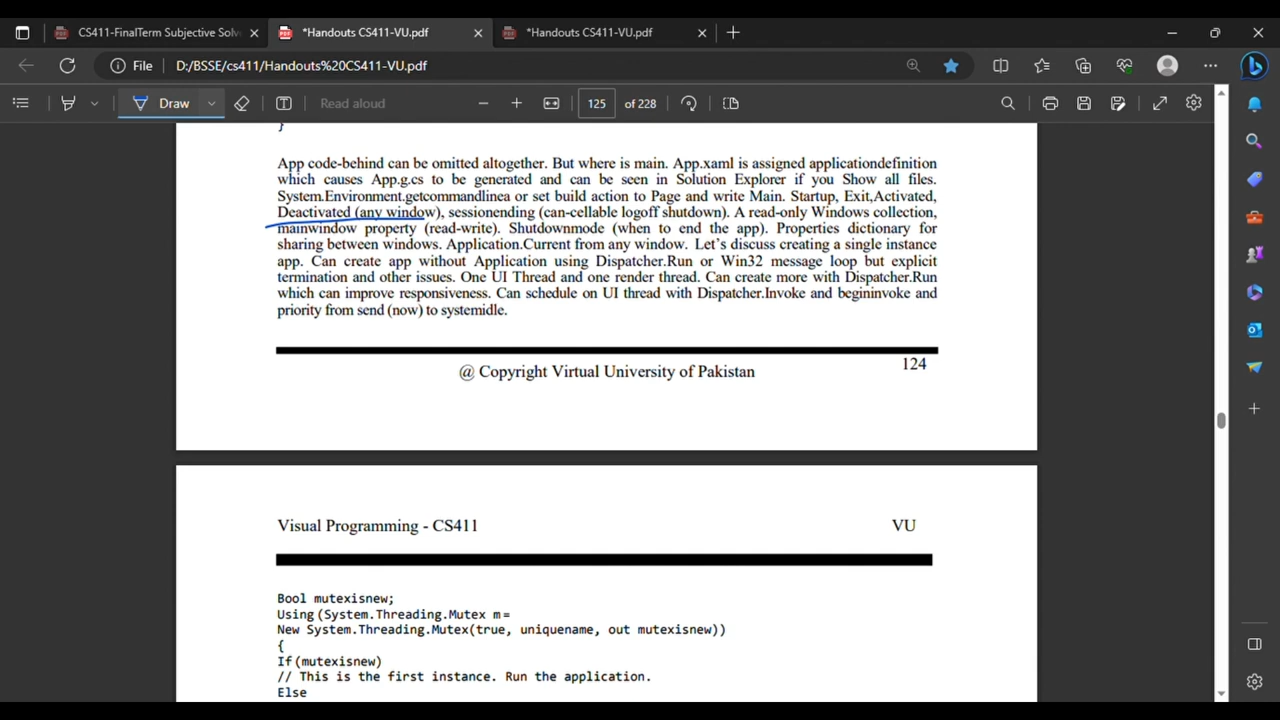 CS411-FinalTerm Subjective Solv
*Handouts CS411-VU.pdf
*Handouts CS411-VU.pdf
File
D:/BSSE/cs411/Handouts%20CS411-VU.pdf
Draw
Read aloud
125
of 228
}
App code-behind can be omitted altogether. But where is main. App.xaml is assigned applicationdefinition
which causes App.g.cs to be generated and can be seen in Solution Explorer if you Show all files.
System.Environment.getcommandlinea or set build action to Page and write Main. Startup, Exit,Activated,
Deactivated (any window), sessionending (can-cellable logoff shutdown). A read-only Windows collection,
mainwindow property (read-write). Shutdownmode (when to end the app). Properties dictionary for
sharing between windows. Application.Current from any window. Let’s discuss creating a single instance
app. Can create app without Application using Dispatcher.Run or Win32 message loop but explicit
termination and other issues. One UI Thread and one render thread. Can create more with Dispatcher.Run
which can improve responsiveness. Can schedule on UI thread with Dispatcher.Invoke and begininvoke and
priority from send (now) to systemidle.
124
@ Copyright Virtual University of Pakistan
Visual Programming - CS411 VU
Bool mutexisnew;
Using (System.Threading.Mutex m=
New System.Threading.Mutex(true, uniquename, out mutexisnew))
{
If(mutexisnew)
// This is the first instance. Run the application.
Else